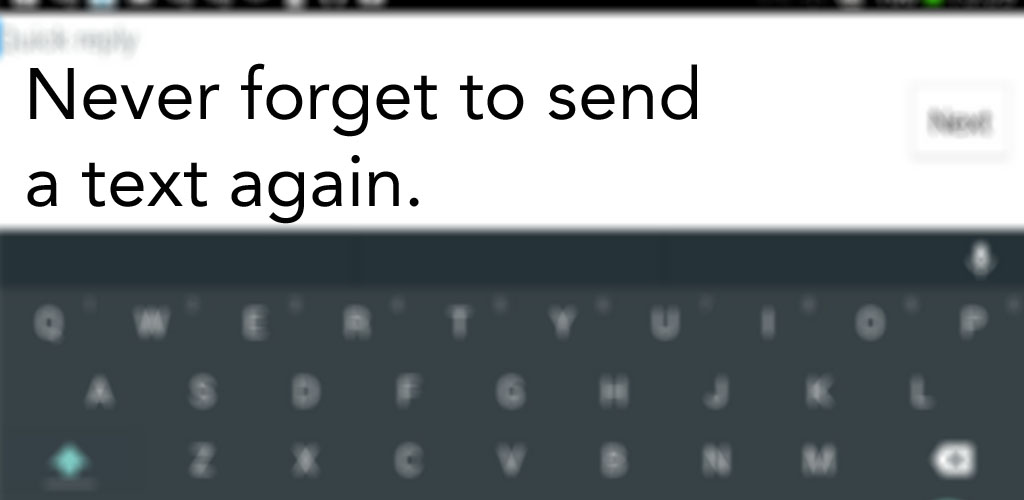 Quick reply
Never forget to send
a text again.
Next
Q W E R T Y U I O P
A S D F G H J K L
Z X C V B N M